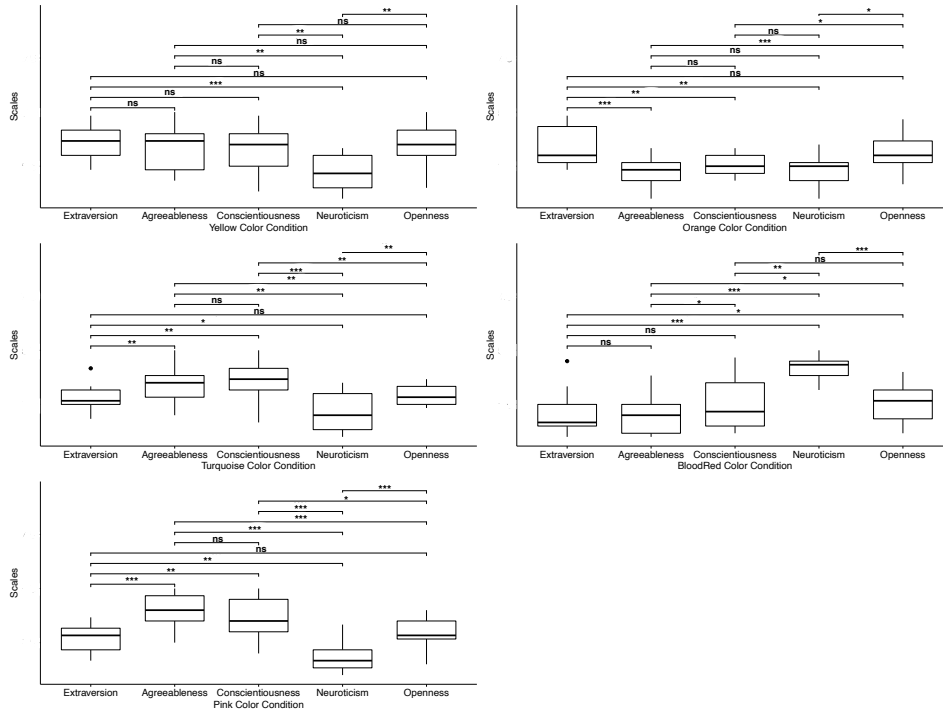 **
ns
**
ns
**
ns
ns
***
ns
ns
Scales
Extraversion Agreeableness Conscientiousness Neuroticism Openness
Yellow Color Condition
*
*
ns
***
ns
ns
ns
**
**
***
Scales
Extraversion Agreeableness Conscientiousness Neuroticism Openness
Orange Color Condition
**
**
***
**
**
ns
ns
*
**
**
Scales
Extraversion Agreeableness Conscientiousness Neuroticism Openness
Turquoise Color Condition
***
ns
**
*
***
*
*
***
ns
ns
Scales
Extraversion Agreeableness Conscientiousness Neuroticism Openness
BloodRed Color Condition
***
*
***
***
***
ns
ns
**
**
***
Scales
Extraversion Agreeableness Conscientiousness Neuroticism Openness
Pink Color Condition